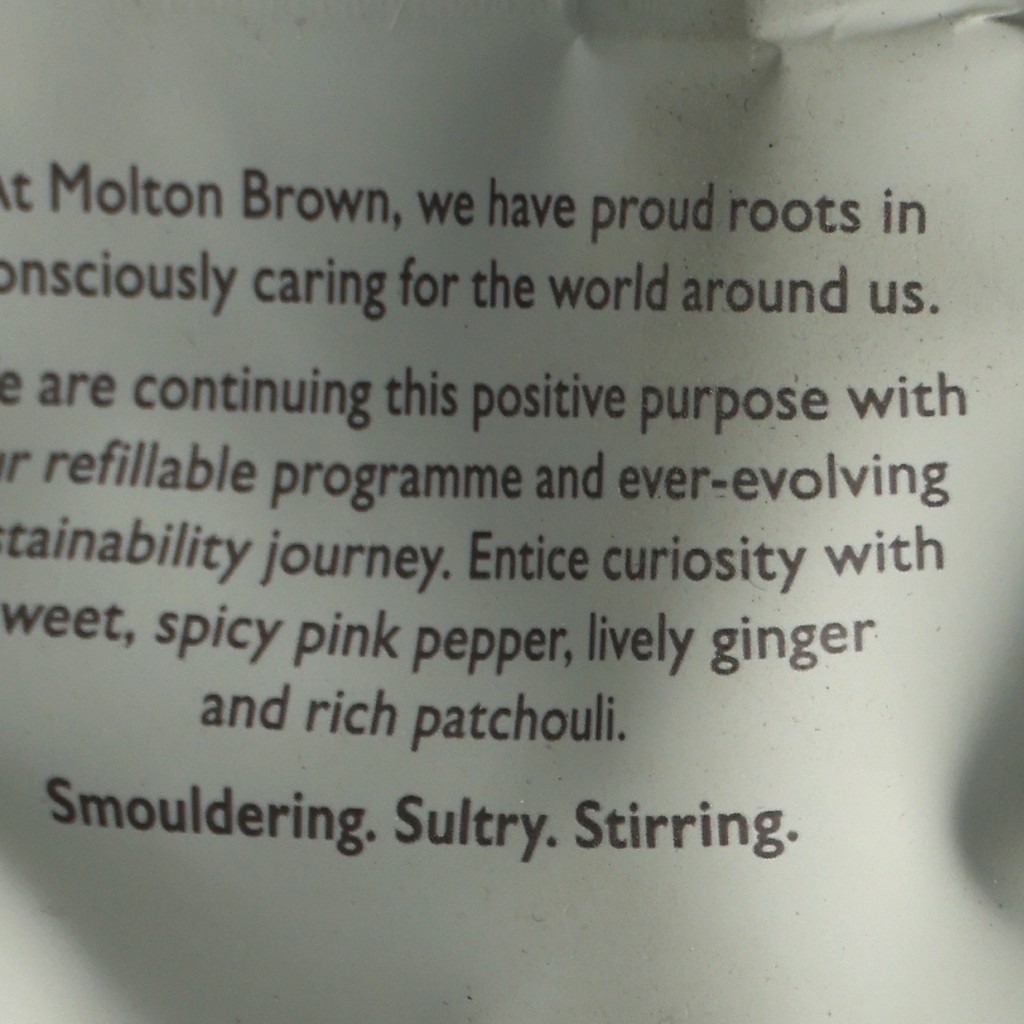 At Molton Brown, we have proud roots in
onsciously caring for the world around us.
e are continuing this positive purpose with
ur refillable programme and ever-evolving
stainability journey. Entice curiosity with
weet, spicy pink pepper, lively ginger
and rich patchouli.
Smouldering. Sultry. Stirring.